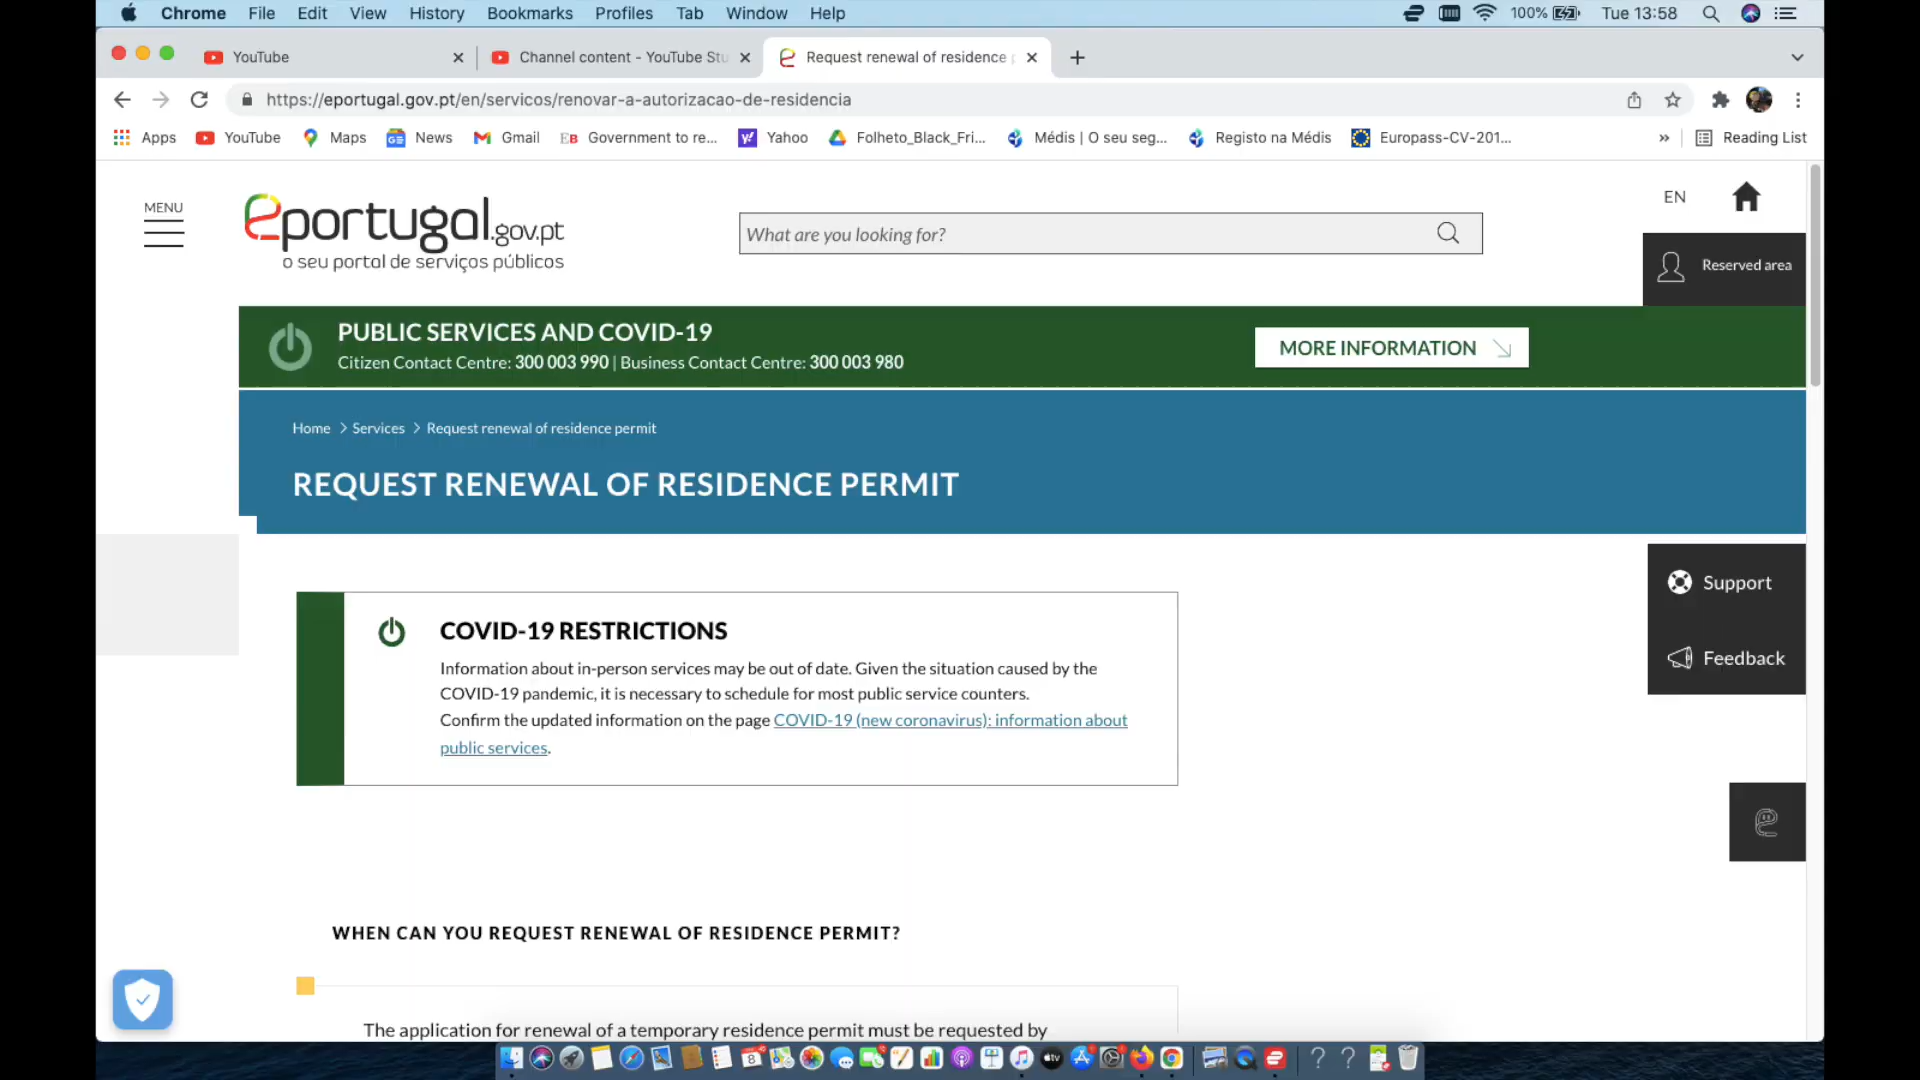 Chrome File Edit View History Bookmarks Profiles Tab Window Help 100% Tue 13:58
YouTube Channel content - YouTube Stu Request renewal of residence
https://eportugal.gov.pt/en/servicos/renovar-a-autorizacao-de-residencia
Apps YouTube Maps News Gmail EB Government to re... Yahoo Folheto_Black_Fri... Médis | O seu seg... Registo na Médis Europass-CV-201... » Reading List
MENU
eportugal.gov.pt
o seu portal de serviços públicos
What are you looking for?
EN
Reserved area
PUBLIC SERVICES AND COVID-19
Citizen Contact Centre: 300 003 990 | Business Contact Centre: 300 003 980
MORE INFORMATION
Home > Services > Request renewal of residence permit
REQUEST RENEWAL OF RESIDENCE PERMIT
Support
Feedback
COVID-19 RESTRICTIONS
Information about in-person services may be out of date. Given the situation caused by the
COVID-19 pandemic, it is necessary to schedule for most public service counters.
Confirm the updated information on the page COVID-19 (new coronavirus): information about
public services.
WHEN CAN YOU REQUEST RENEWAL OF RESIDENCE PERMIT?
The application for renewal of a temporary residence permit must be requested by